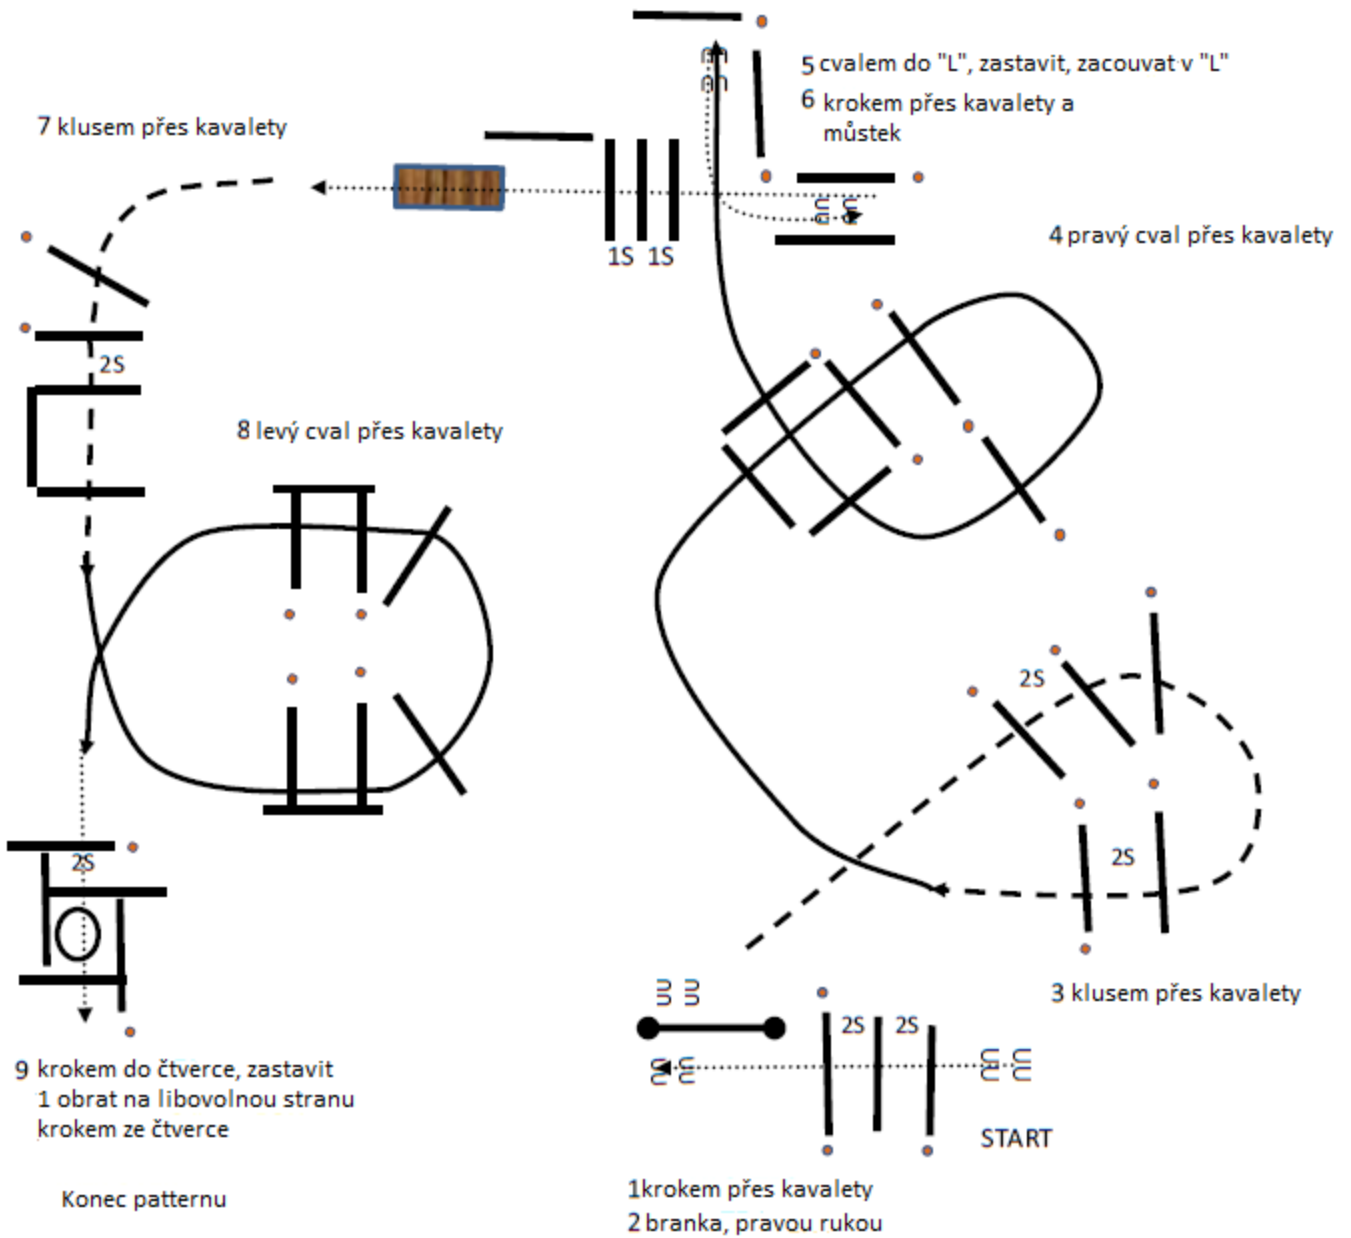 5 cvalem do "L", zastavit, zacouvat v "L"
6 krokem přes kavalety a
můstek
7 klusem přes kavalety
1S 1S
4 pravý cval přes kavalety
2S
8 levý cval přes kavalety
2S
2S
2S
3 klusem přes kavalety
2S 2S
START
9 krokem do čtverce, zastavit
1 obrat na libovolnou stranu
krokem ze čtverce
Konec patternu
1krokem přes kavalety
2 branka, pravou rukou